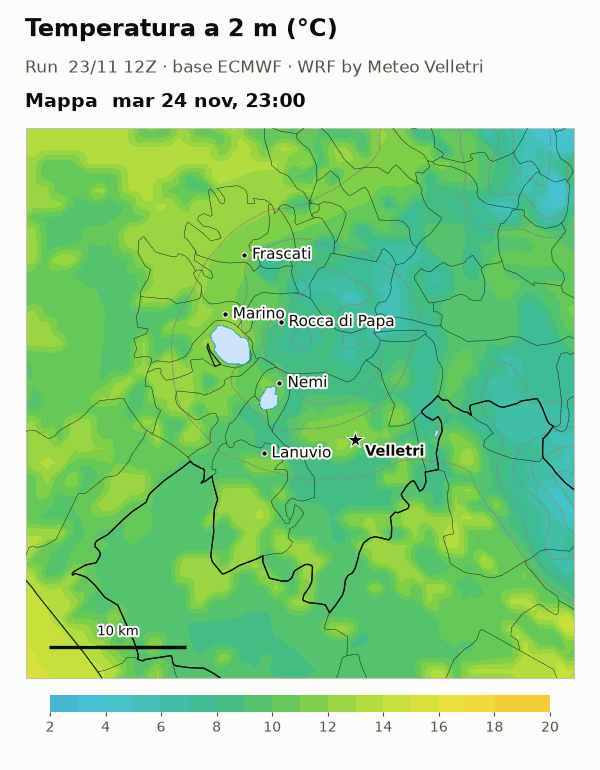 Temperatura a 2 m (°C)
Run  23/11 12Z · base ECMWF · WRF by Meteo Velletri
Mappa  mar 24 nov, 23:00
Frascati
Marino
Rocca di Papa
Nemi
Velletri
Lanuvio
10 km
2 4 6 8 10 12 14 16 18 20